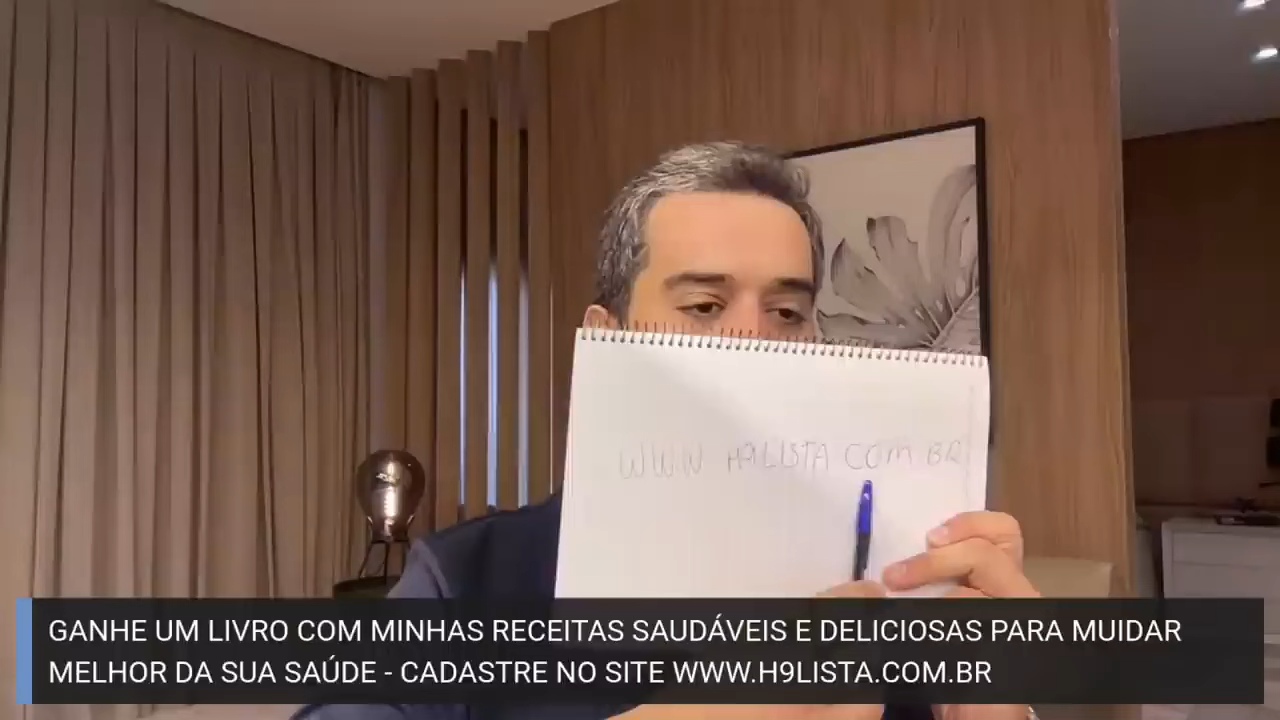 WWW H9LISTA COM BR
GANHE UM LIVRO COM MINHAS RECEITAS SAUDÁVEIS E DELICIOSAS PARA MUIDAR
MELHOR DA SUA SAÚDE - CADASTRE NO SITE WWW.H9LISTA.COM.BR